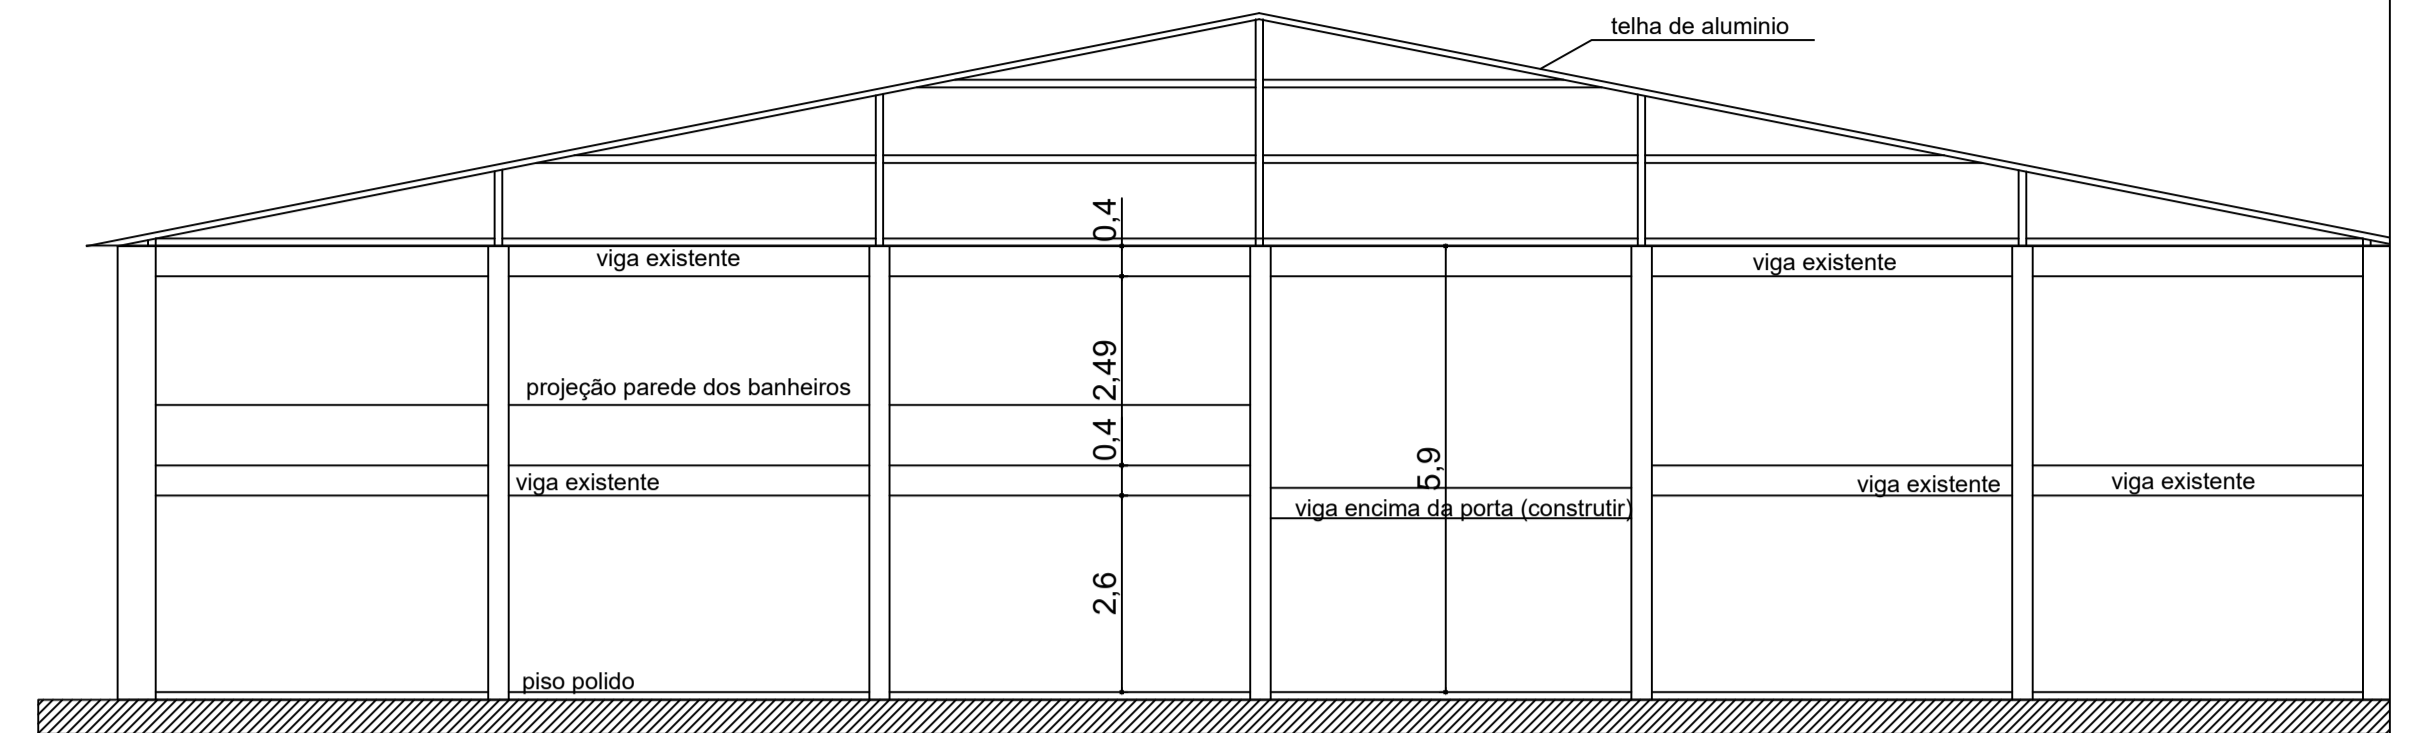 telha de aluminio
0,4
viga existente
viga existente
2,49
projeção parede dos banheiros
0,4
5,9
viga existente
viga existente
viga existente
viga encima da porta (construtir)
2,6
piso polido